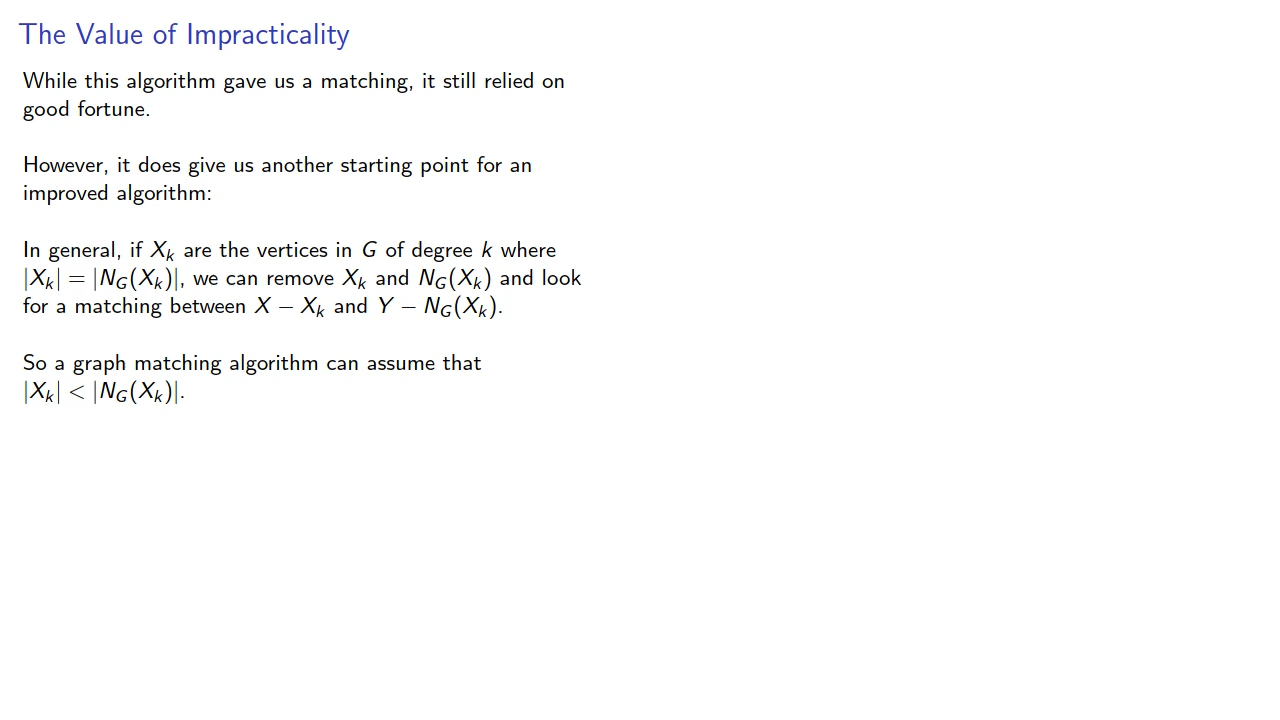 The Value of Impracticality
While this algorithm gave us a matching, it still relied on
good fortune.
However, it does give us another starting point for an
improved algorithm:
In general, if X_k are the vertices in G of degree k where
|X_k| = |N_G(X_k)|, we can remove X_k and N_G(X_k) and look
for a matching between X − X_k and Y − N_G(X_k).
So a graph matching algorithm can assume that
|X_k| < |N_G(X_k)|.